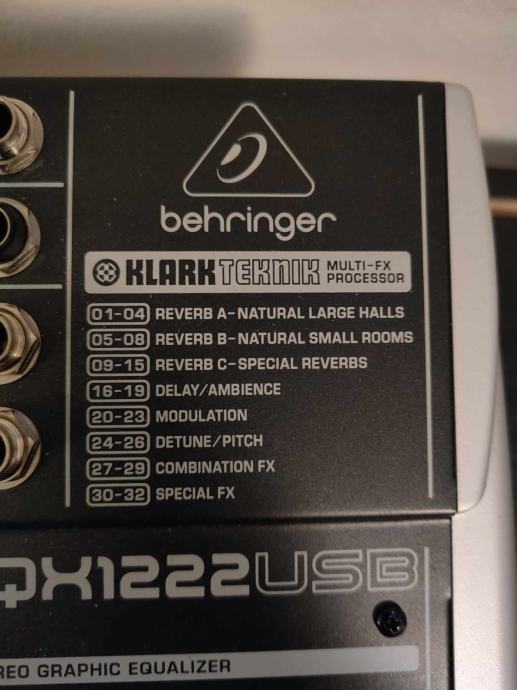 behringer
KLARK TEKNIK MULTI-FX PROCESSOR
01-04 REVERB A-NATURAL LARGE HALLS
05-08 REVERB B-NATURAL SMALL ROOMS
09-15 REVERB C-SPECIAL REVERBS
16-19 DELAY/AMBIENCE
20-23 MODULATION
24-26 DETUNE/PITCH
27-29 COMBINATION FX
30-32 SPECIAL FX
QX1222USB
REO GRAPHIC EQUALIZER